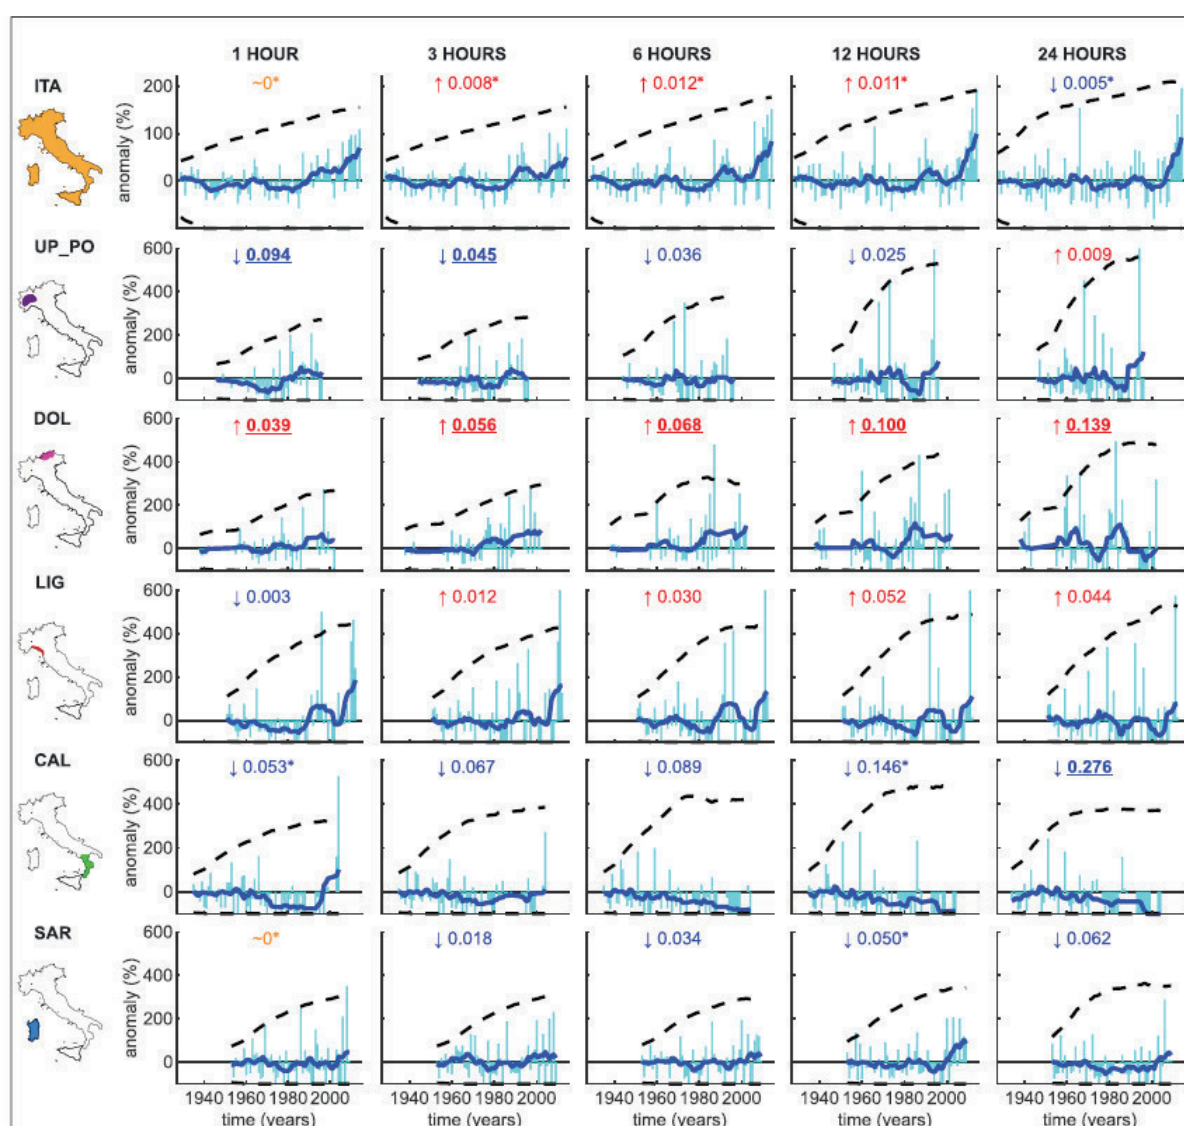 1 HOUR 3 HOURS 6 HOURS 12 HOURS 24 HOURS
ITA
~0* ↑ 0.008* ↑ 0.012* ↑ 0.011* ↓ 0.005*
anomaly (%)
200
100
0
UP_PO
↓ 0.094 ↓ 0.045 ↓ 0.036 ↓ 0.025 ↑ 0.009
anomaly (%)
600
400
200
0
DOL
↑ 0.039 ↑ 0.056 ↑ 0.068 ↑ 0.100 ↑ 0.139
anomaly (%)
600
400
200
0
LIG
↓ 0.003 ↑ 0.012 ↑ 0.030 ↑ 0.052 ↑ 0.044
anomaly (%)
600
400
200
0
CAL
↓ 0.053* ↓ 0.067 ↓ 0.089 ↓ 0.146* ↓ 0.276
anomaly (%)
600
400
200
0
SAR
~0* ↓ 0.018 ↓ 0.034 ↓ 0.050* ↓ 0.062
anomaly (%)
600
400
200
0
1940 1960 1980 2000 1940 1960 1980 2000 1940 1960 1980 2000 1940 1960 1980 2000 1940 1960 1980 2000
time (years) time (years) time (years) time (years) time (years)